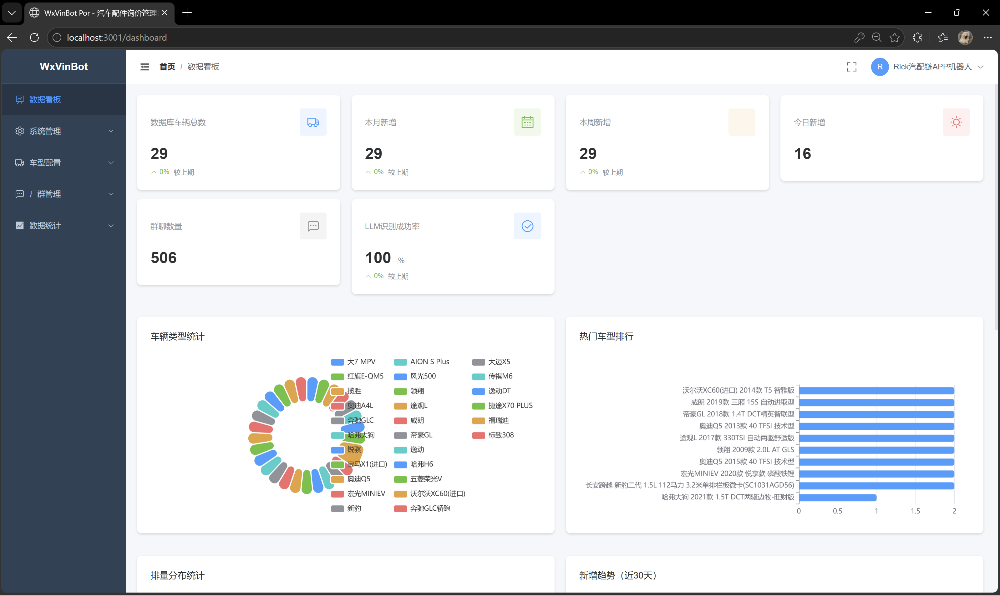 WxVinBot Por - 汽车配件询价管理
localhost:3001/dashboard
WxVinBot
首页 / 数据看板
R Rick汽配链APP机器人
数据看板
系统管理
车型配置
厂群管理
数据统计
数据库车辆总数
29
0% 较上期
本月新增
29
0% 较上期
本周新增
29
0% 较上期
今日新增
16
群聊数量
506
LLM识别成功率
100 %
0% 较上期
车辆类型统计
大7 MPV
红旗E-QM5
揽胜
奥迪A4L
奔驰GLC
哈弗大狗
锐骐
宝马X1(进口)
奥迪Q5
宏光MINIEV
新豹
AION S Plus
风光500
领翔
途观L
威朗
帝豪GL
逸动
哈弗H6
五菱荣光V
沃尔沃XC60(进口)
奔驰GLC轿跑
大迈X5
传祺M6
逸动DT
捷途X70 PLUS
福瑞迪
标致308
热门车型排行
沃尔沃XC60(进口) 2014款 T5 智雅版
威朗 2019款 三厢 15S 自动进取型
帝豪GL 2018款 1.4T DCT精英智联型
奥迪Q5 2013款 40 TFSI 技术型
途观L 2017款 330TSI 自动两驱舒适版
领翔 2009款 2.0L AT GLS
奥迪Q5 2015款 40 TFSI 技术型
宏光MINIEV 2020款 悦享款 磷酸铁锂
长安跨越 新豹二代 1.5L 112马力 3.2米单排栏板微卡(SC1031AGD56)
哈弗大狗 2021款 1.5T DCT两驱边牧-旺财版
0 0.5 1 1.5 2
排量分布统计
新增趋势（近30天）